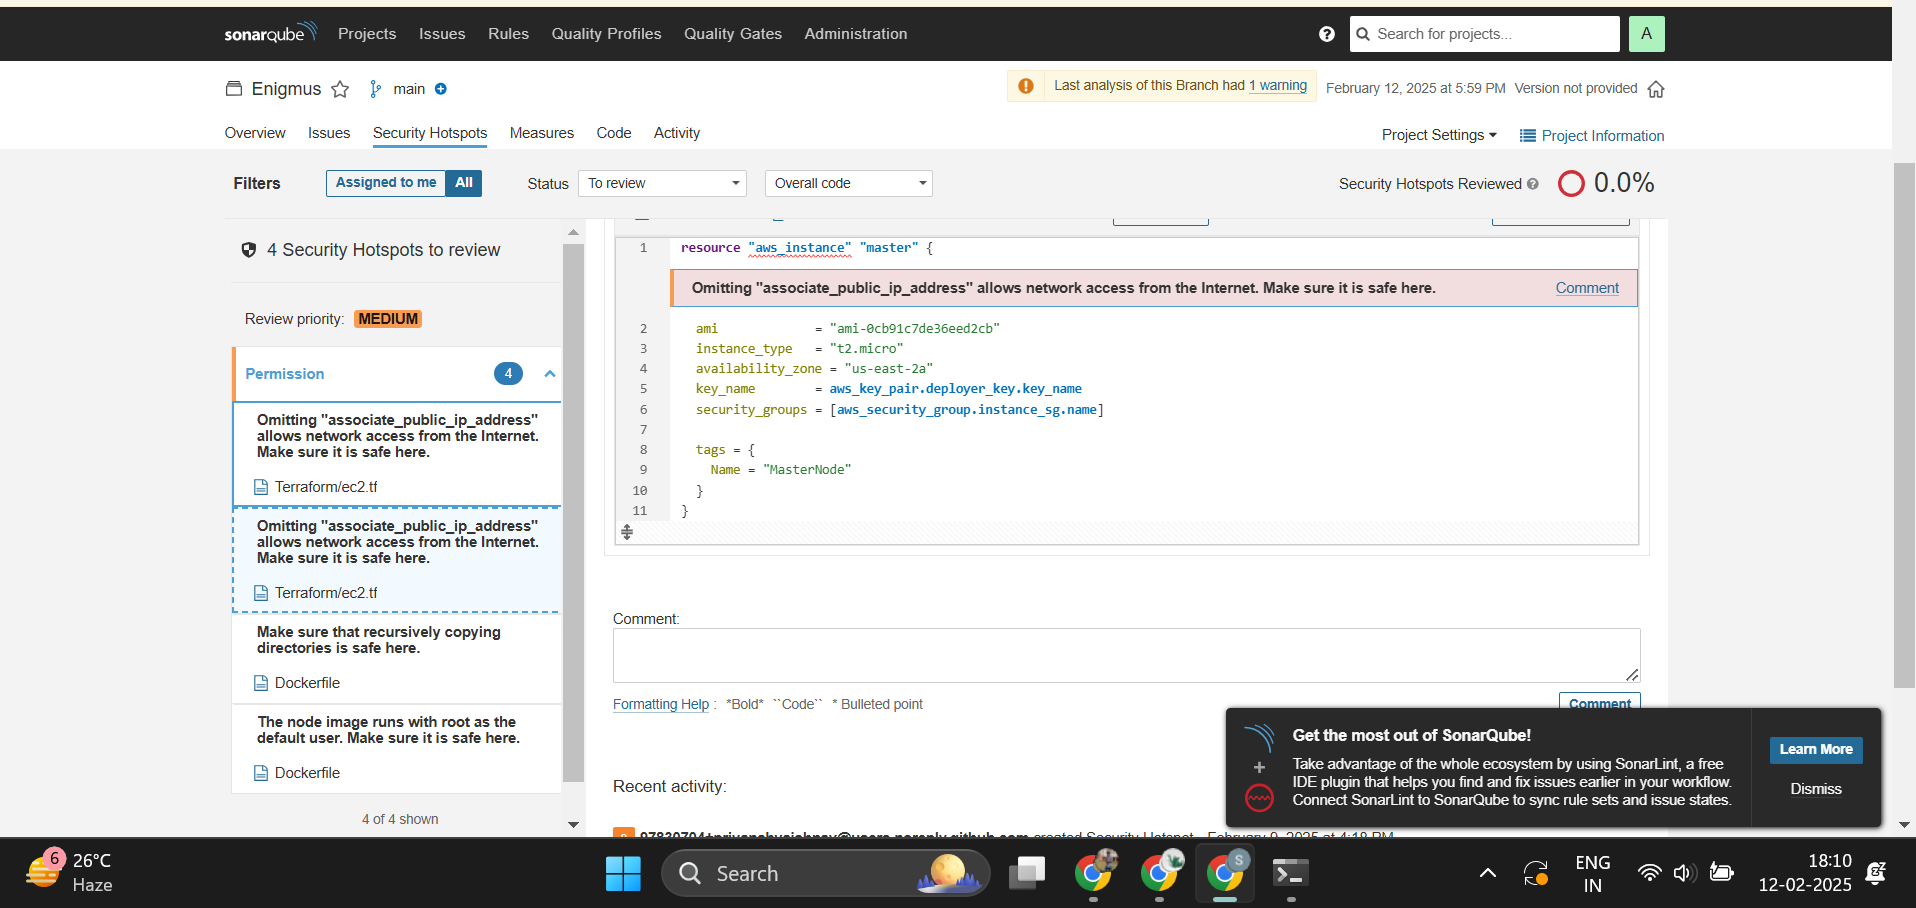 sonarqube Projects Issues Rules Quality Profiles Quality Gates Administration ? Search for projects... A
Enigmus main Last analysis of this Branch had 1 warning February 12, 2025 at 5:59 PM Version not provided
Overview Issues Security Hotspots Measures Code Activity Project Settings Project Information
Filters Assigned to me All Status To review Overall code Security Hotspots Reviewed ? 0.0%
4 Security Hotspots to review
Review priority: MEDIUM
Permission 4
Omitting "associate_public_ip_address"
allows network access from the Internet.
Make sure it is safe here.
Terraform/ec2.tf
Omitting "associate_public_ip_address"
allows network access from the Internet.
Make sure it is safe here.
Terraform/ec2.tf
Make sure that recursively copying
directories is safe here.
Dockerfile
The node image runs with root as the
default user. Make sure it is safe here.
Dockerfile
4 of 4 shown
1 resource "aws_instance" "master" {
Omitting "associate_public_ip_address" allows network access from the Internet. Make sure it is safe here. Comment
2 ami = "ami-0cb91c7de36eed2cb"
3 instance_type = "t2.micro"
4 availability_zone = "us-east-2a"
5 key_name = aws_key_pair.deployer_key.key_name
6 security_groups = [aws_security_group.instance_sg.name]
7
8 tags = {
9 Name = "MasterNode"
10 }
11 }
Comment:
Formatting Help : *Bold* ``Code`` * Bulleted point
Comment
Recent activity:
created Security Hotspot February 9, 2025 at 4:18 PM
Get the most out of SonarQube!
Take advantage of the whole ecosystem by using SonarLint, a free
IDE plugin that helps you find and fix issues earlier in your workflow.
Connect SonarLint to SonarQube to sync rule sets and issue states.
Learn More
Dismiss
6 26°C
Haze
Search
S
ENG
IN
18:10
12-02-2025